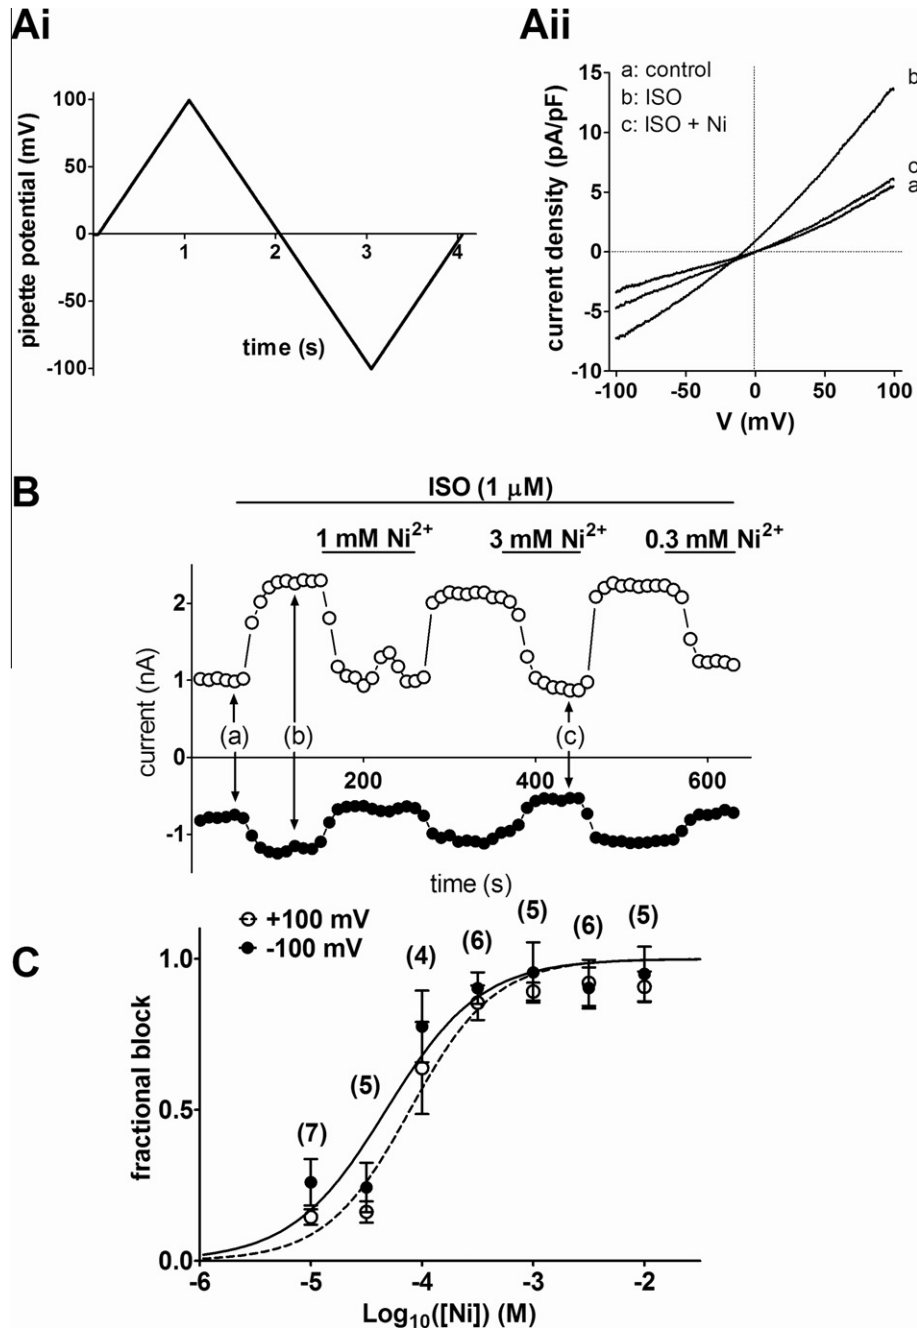 Ai
Aii
100
50
0
-50
-100
1
2
3
4
pipette potential (mV)
time (s)
a: control
b: ISO
c: ISO + Ni
15
10
5
0
-5
-10
b
c
a
-100
-50
0
50
100
current density (pA/pF)
V (mV)
B
ISO (1 μM)
1 mM Ni²⁺
3 mM Ni²⁺
0.3 mM Ni²⁺
2
1
0
-1
current (nA)
(a)
(b)
(c)
200
400
600
time (s)
C
+100 mV
-100 mV
(7)
(5)
(4)
(6)
(5)
(6)
(5)
1.0
0.5
0.0
fractional block
-6
-5
-4
-3
-2
Log₁₀([Ni]) (M)